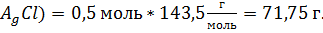 AgCl) = 0,5 моль * 143,5 г/моль = 71,75 г.